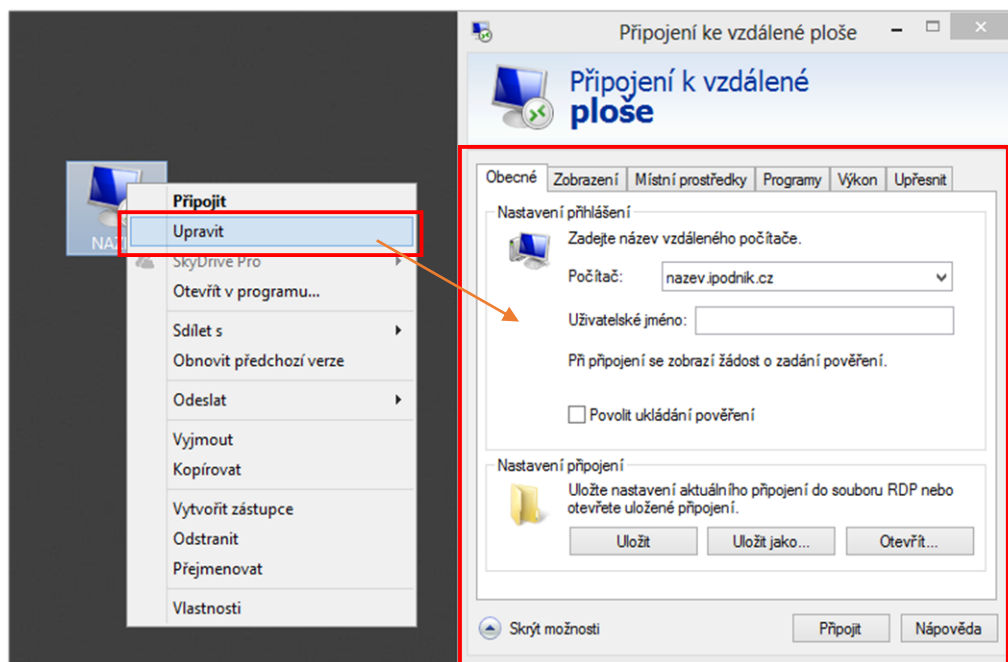 NAZ
Připojit
Upravit
SkyDrive Pro
Otevřít v programu...
Sdílet s
Obnovit předchozí verze
Odeslat
Vyjmout
Kopírovat
Vytvořit zástupce
Odstranit
Přejmenovat
Vlastnosti
Připojení ke vzdálené ploše
Připojení k vzdálené
ploše
Obecné Zobrazení Místní prostředky Programy Výkon Upřesnit
Nastavení přihlášení
Zadejte název vzdáleného počítače.
Počítač: nazev.ipodnik.cz
Uživatelské jméno:
Při připojení se zobrazí žádost o zadání pověření.
Povolit ukládání pověření
Nastavení připojení
Uložte nastavení aktuálního připojení do souboru RDP nebo
otevřete uložené připojení.
Uložit Uložit jako... Otevřít...
Skrýt možnosti Připojit Nápověda